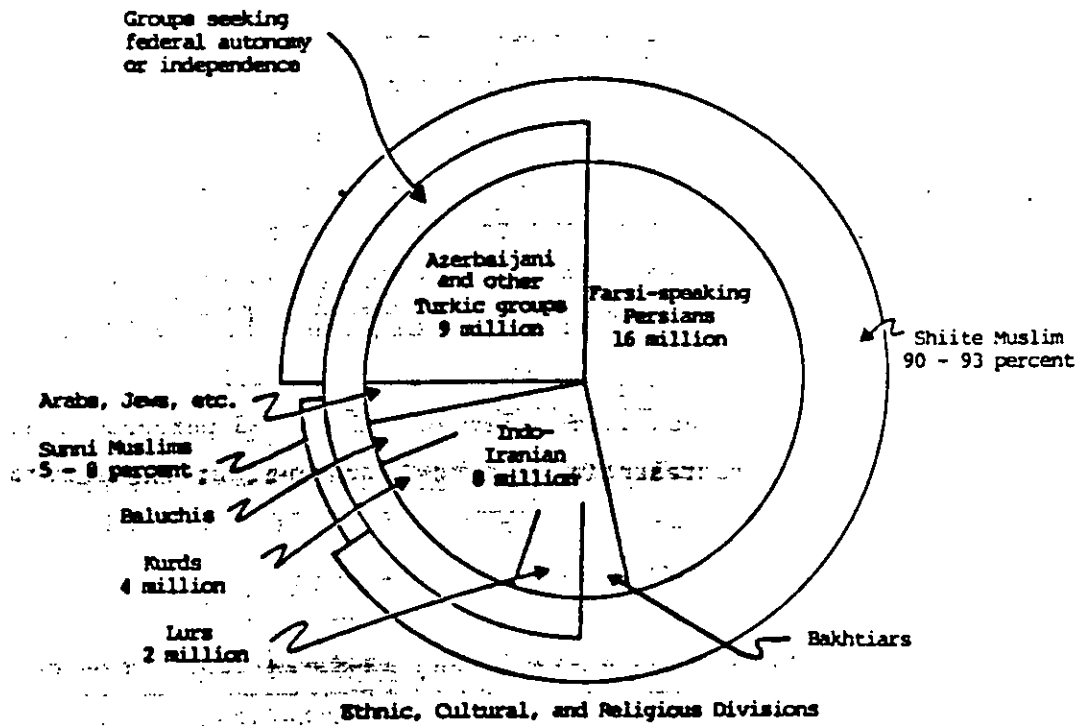 Groups seeking
federal autonomy
or independence
Azerbaijani
and other
Turkic groups
9 million
Farsi-speaking
Persians
16 million
Shiite Muslim
90 - 93 percent
Arabs, Jews, etc.
Sunni Muslims
5 - 8 percent
Indo-
Iranian
8 million
Baluchis
Kurds
4 million
Lurs
2 million
Bakhtiars
Ethnic, Cultural, and Religious Divisions